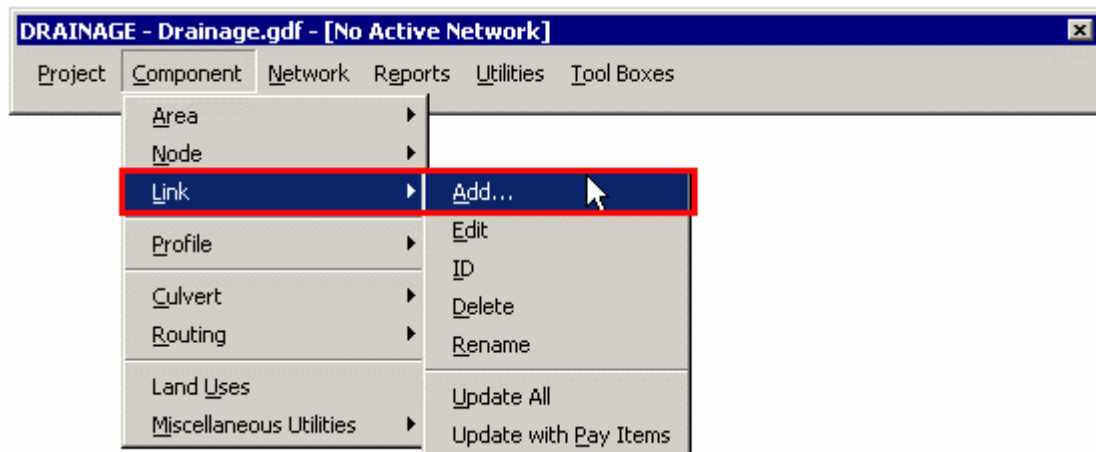 DRAINAGE - Drainage.gdf - [No Active Network]
Project Component Network Reports Utilities Tool Boxes
Area
Node
Link
Profile
Culvert
Routing
Land Uses
Miscellaneous Utilities
Add...
Edit
ID
Delete
Rename
Update All
Update with Pay Items